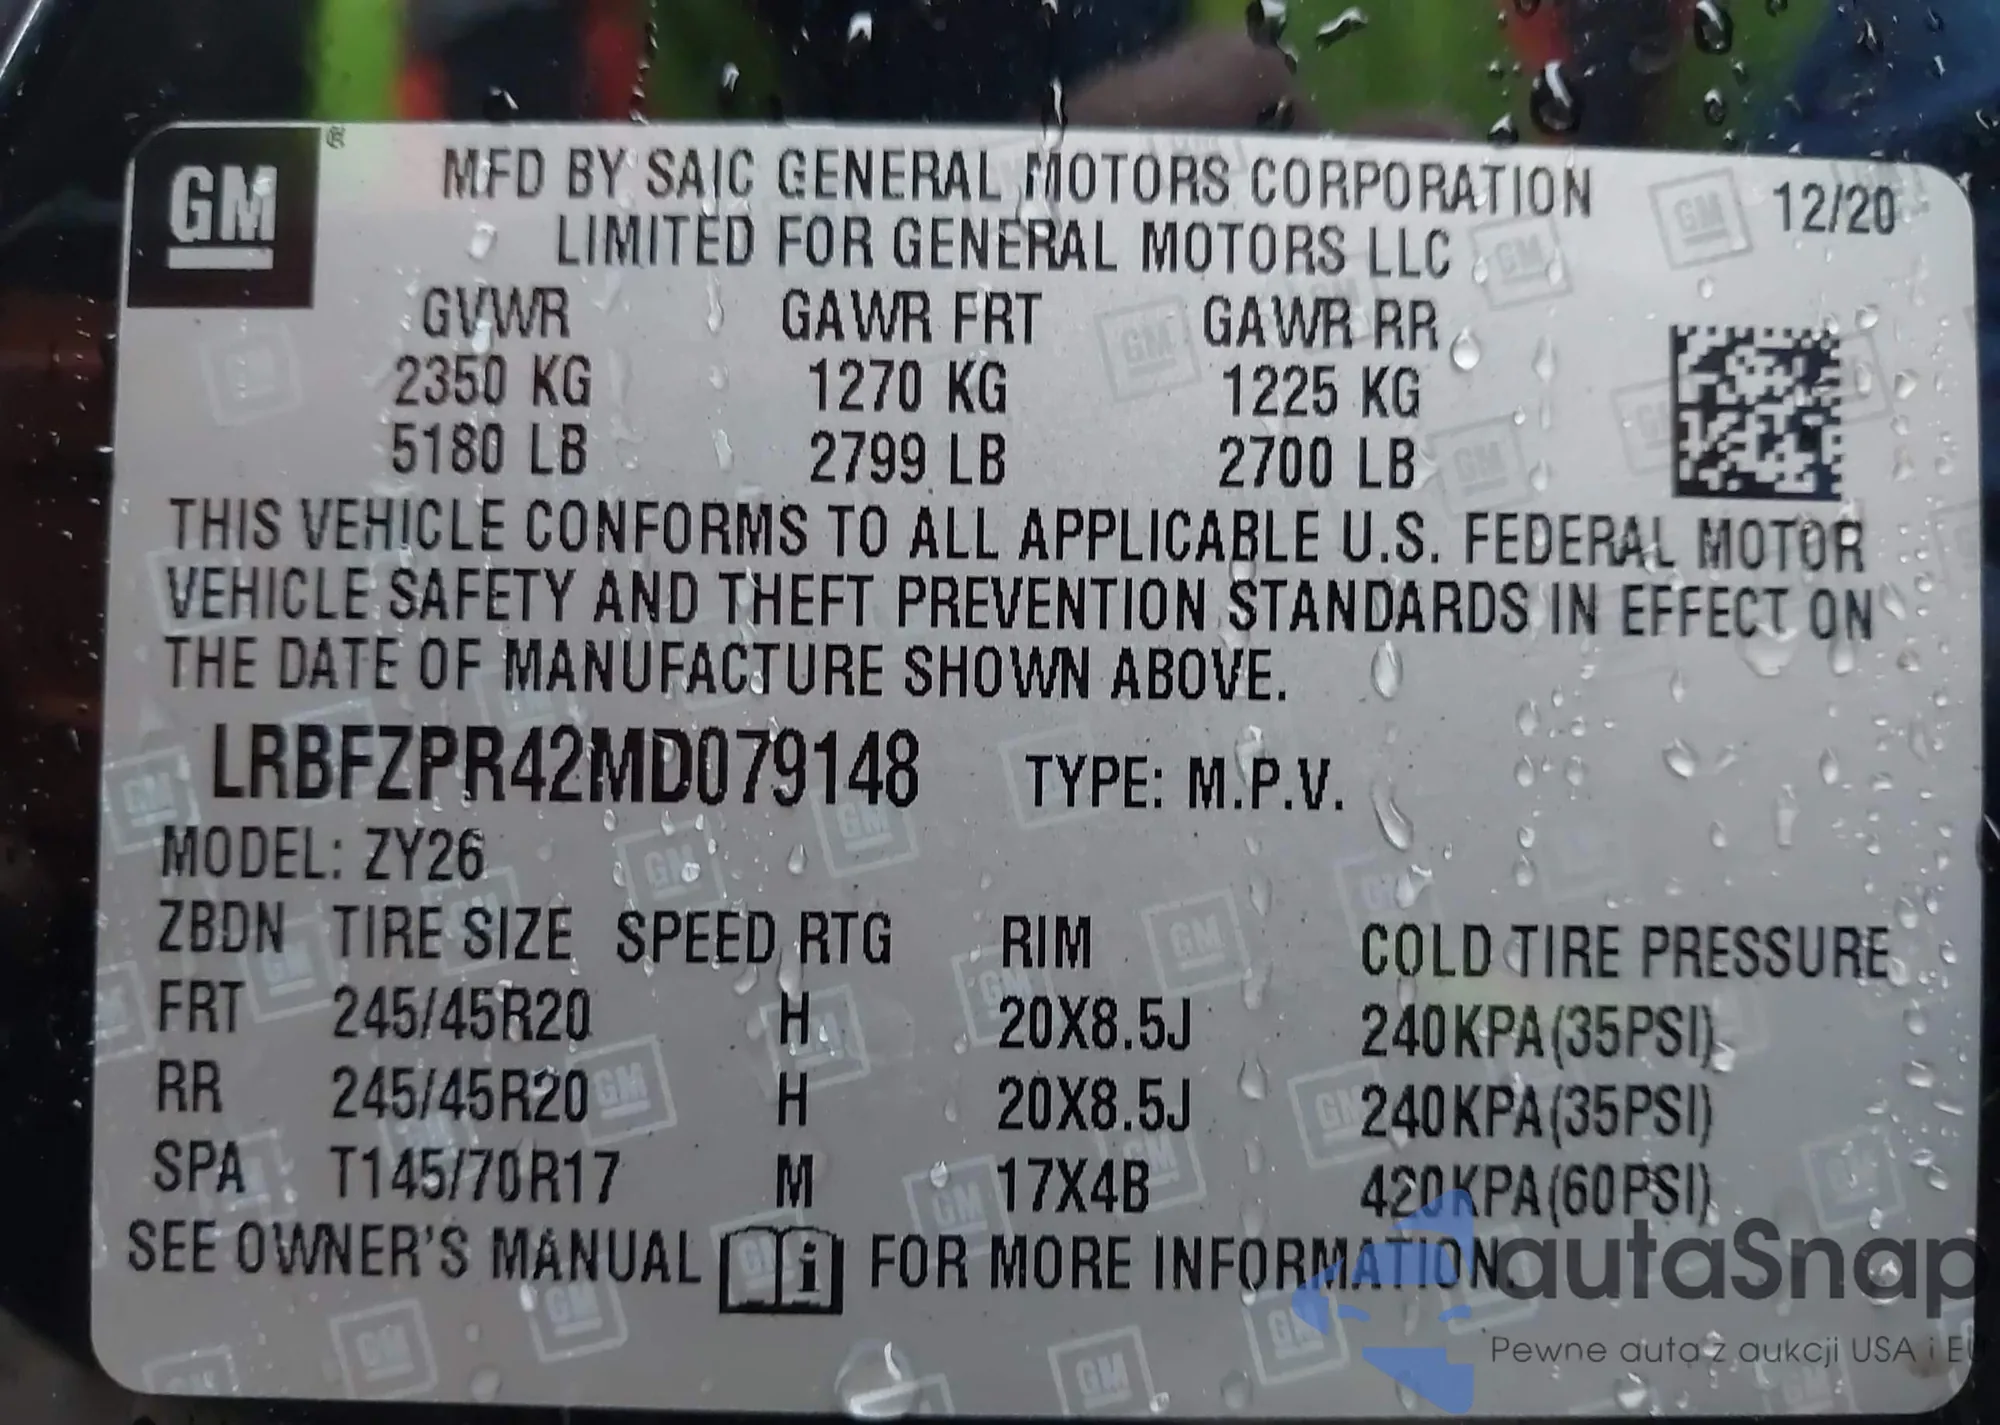 GM ®
MFD BY SAIC GENERAL MOTORS CORPORATION 12/20
LIMITED FOR GENERAL MOTORS LLC
GVWR GAWR FRT GAWR RR
2350 KG 1270 KG 1225 KG
5180 LB 2799 LB 2700 LB
THIS VEHICLE CONFORMS TO ALL APPLICABLE U.S. FEDERAL MOTOR
VEHICLE SAFETY AND THEFT PREVENTION STANDARDS IN EFFECT ON
THE DATE OF MANUFACTURE SHOWN ABOVE.
LRBFZPR42MD079148 TYPE: M.P.V.
MODEL: ZY26
ZBDN TIRE SIZE SPEED RTG RIM COLD TIRE PRESSURE
FRT 245/45R20 H 20X8.5J 240KPA(35PSI)
RR 245/45R20 H 20X8.5J 240KPA(35PSI)
SPA T145/70R17 M 17X4B 420KPA(60PSI)
SEE OWNER'S MANUAL i FOR MORE INFORMATION.
autaSnap
Pewne auta z aukcji USA i EU